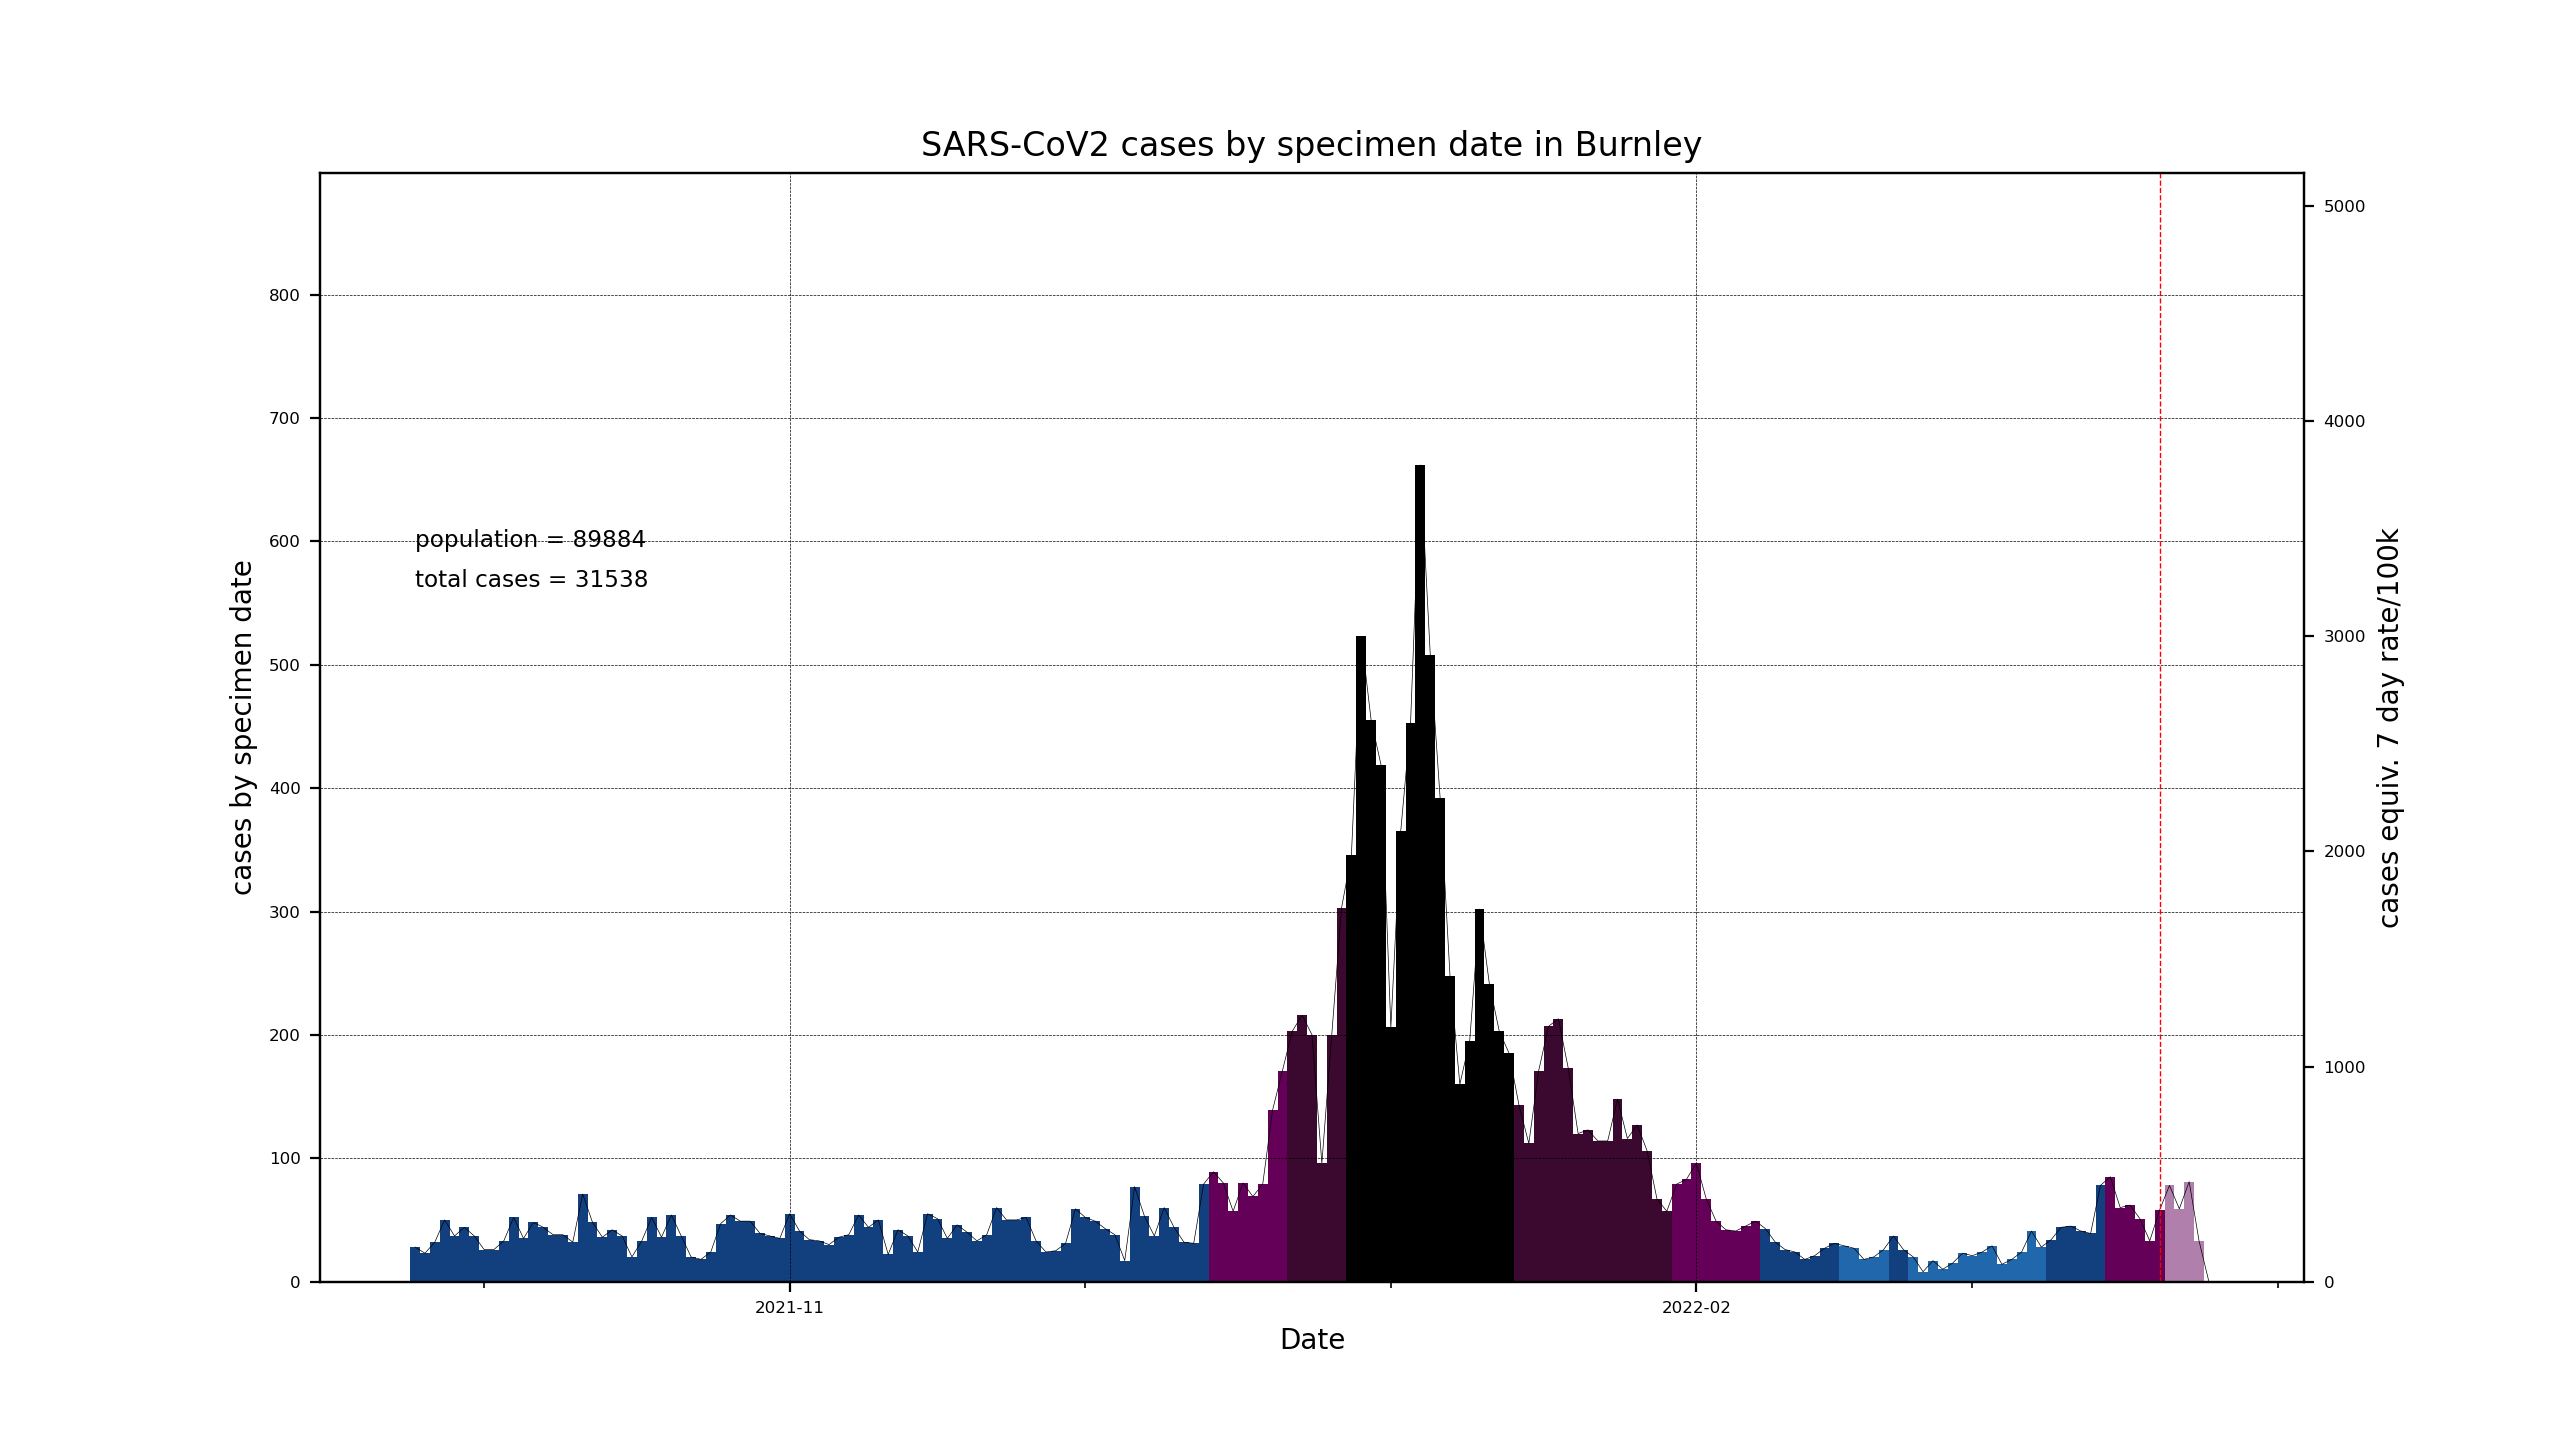 SARS-CoV2 cases by specimen date in Burnley
cases by specimen date
800
700
600
500
400
300
200
100
0
population = 89884
total cases = 31538
5000
4000
3000
2000
1000
0
cases equiv. 7 day rate/100k
2021-11
2022-02
Date